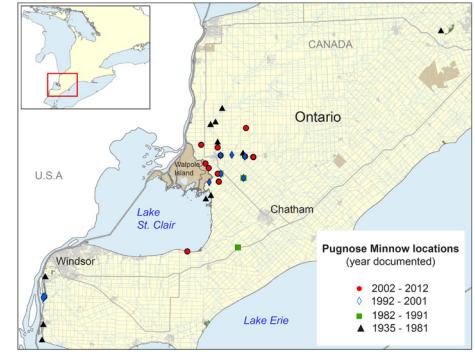 CANADA
Ontario
U.S.A
Walpole
Island
Lake
St. Clair
Chatham
Windsor
Lake Erie
Pugnose Minnow locations
(year documented)
2002 - 2012
1992 - 2001
1982 - 1991
1935 - 1981